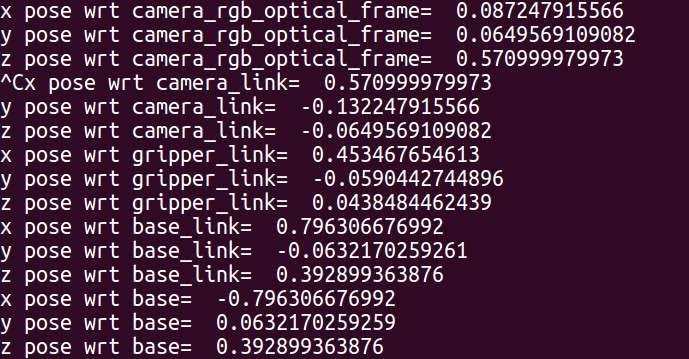 x pose wrt camera_rgb_optical_frame=  0.087247915566
y pose wrt camera_rgb_optical_frame=  0.0649569109082
z pose wrt camera_rgb_optical_frame=  0.570999979973
^Cx pose wrt camera_link=  0.570999979973
y pose wrt camera_link=  -0.132247915566
z pose wrt camera_link=  -0.0649569109082
x pose wrt gripper_link=  0.453467654613
y pose wrt gripper_link=  -0.0590442744896
z pose wrt gripper_link=  0.0438484462439
x pose wrt base_link=  0.796306676992
y pose wrt base_link=  -0.0632170259261
z pose wrt base_link=  0.392899363876
x pose wrt base=  -0.796306676992
y pose wrt base=  0.0632170259259
z pose wrt base=  0.392899363876